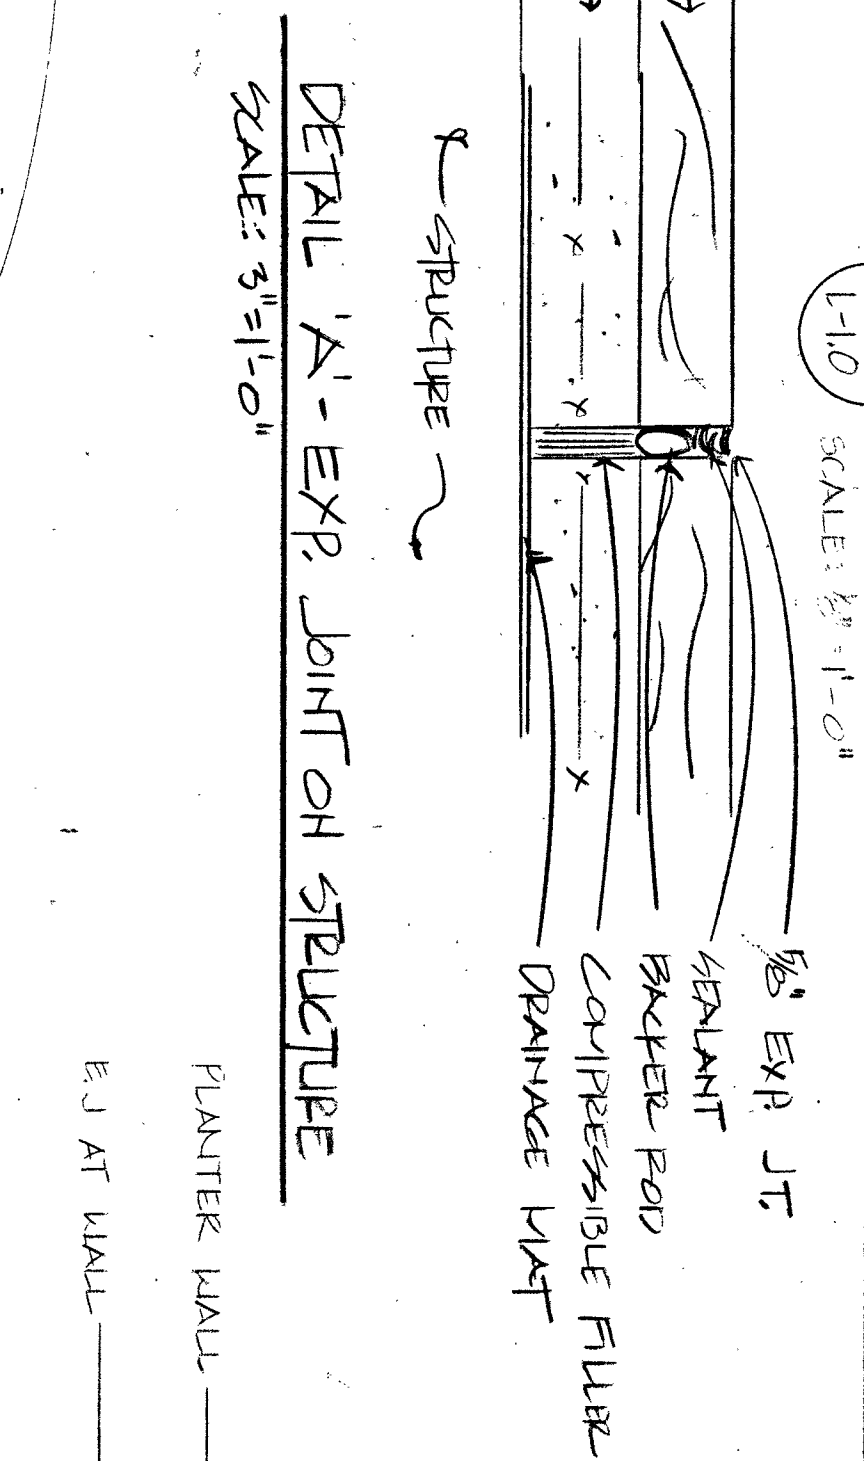 L-1.0
SCALE: ½" = 1'-0"
5/8" EXP. JT.
SEALANT
BACKER ROD
COMPRESSIBLE FILLER
DRAINAGE MAT
STRUCTURE
DETAIL 'A' - EXP. JOINT ON STRUCTURE
SCALE: 3" = 1'-0"
PLANTER WALL
E.J AT WALL